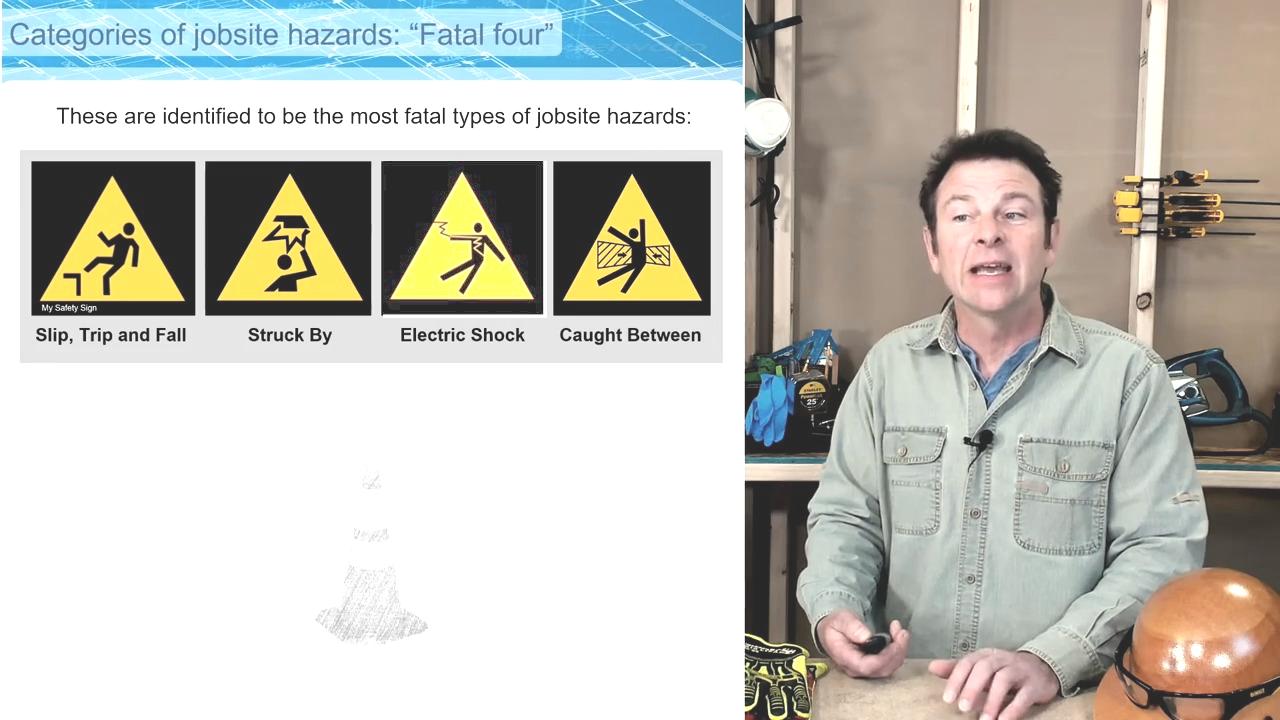 Categories of jobsite hazards: “Fatal four”
These are identified to be the most fatal types of jobsite hazards:
My Safety Sign
Slip, Trip and Fall
Struck By
Electric Shock
Caught Between
STANLEY
25